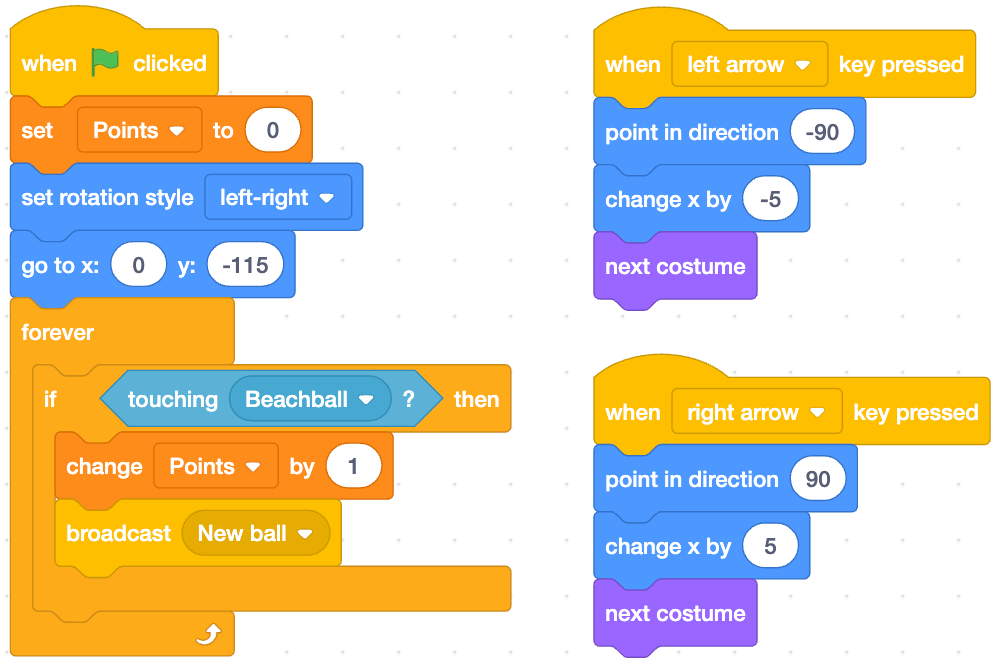 when clicked
set Points to 0
set rotation style left-right
go to x: 0 y: -115
forever
if touching Beachball ? then
change Points by 1
broadcast New ball
when left arrow key pressed
point in direction -90
change x by -5
next costume
when right arrow key pressed
point in direction 90
change x by 5
next costume